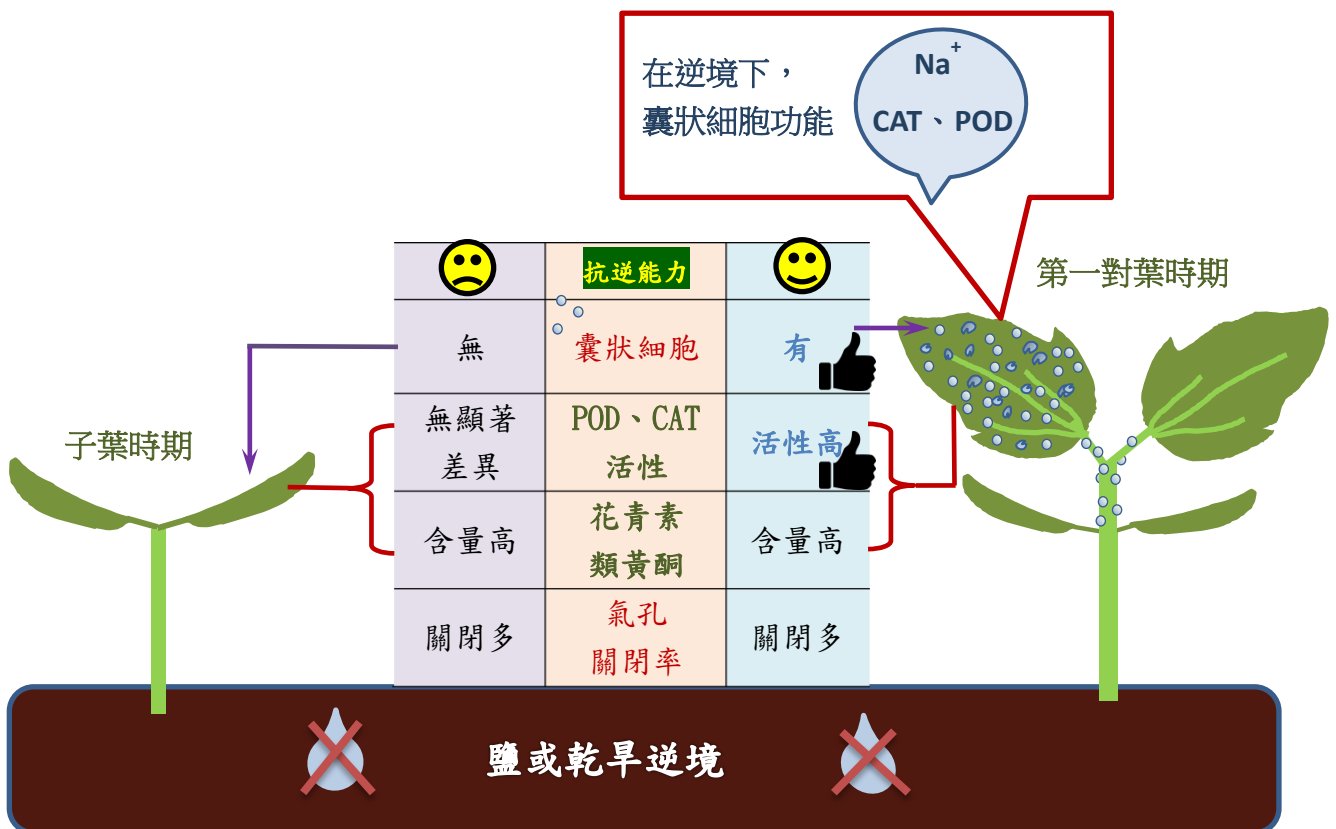 在逆境下，
囊狀細胞功能
Na+
CAT、POD
第一對葉時期
子葉時期
抗逆能力
無
囊狀細胞
有
無顯著
差異
POD、CAT
活性
活性高
含量高
花青素
類黃酮
含量高
關閉多
氣孔
關閉率
關閉多
鹽或乾旱逆境